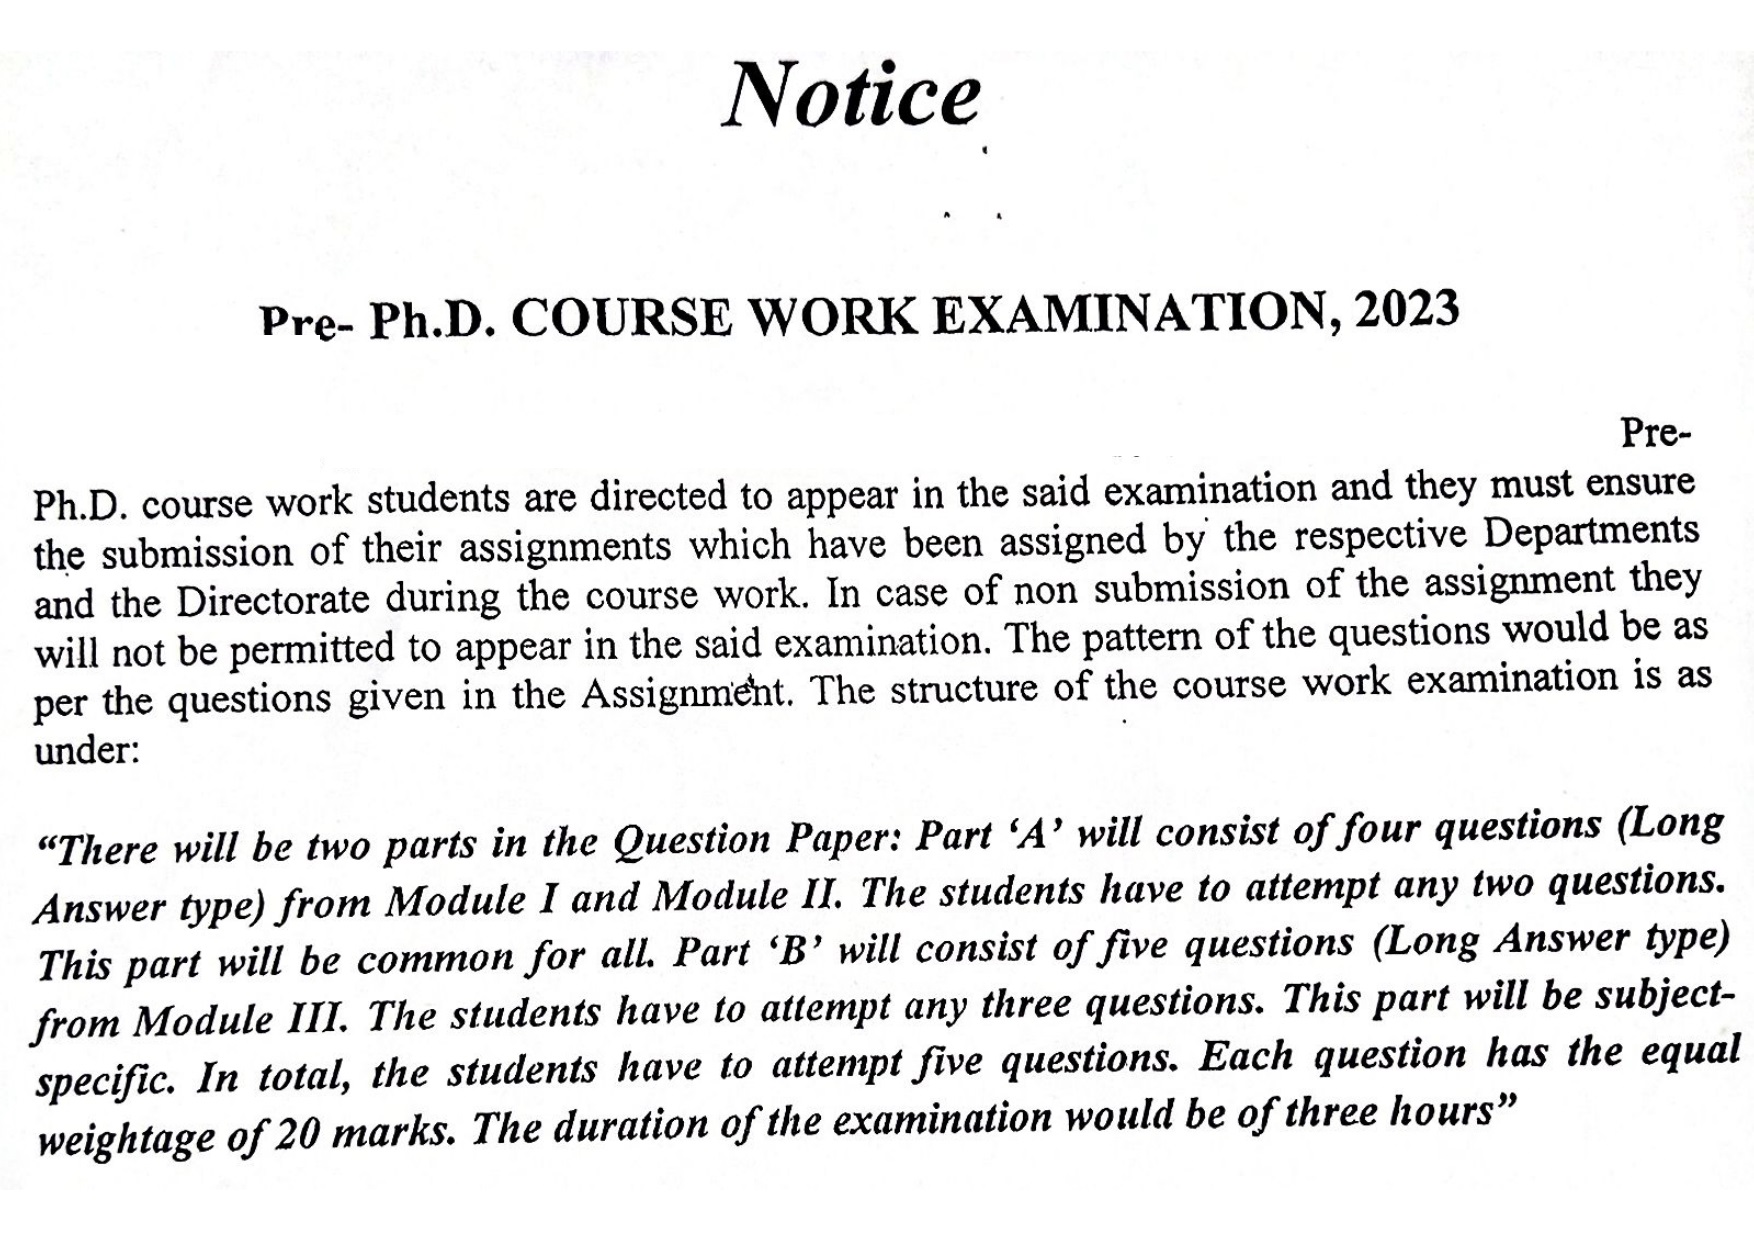 Notice
Pre- Ph.D. COURSE WORK EXAMINATION, 2023
Pre-
Ph.D. course work students are directed to appear in the said examination and they must ensure
the submission of their assignments which have been assigned by the respective Departments
and the Directorate during the course work. In case of non submission of the assignment they
will not be permitted to appear in the said examination. The pattern of the questions would be as
per the questions given in the Assignment. The structure of the course work examination is as
under:
“There will be two parts in the Question Paper: Part ‘A’ will consist of four questions (Long
Answer type) from Module I and Module II. The students have to attempt any two questions.
This part will be common for all. Part ‘B’ will consist of five questions (Long Answer type)
from Module III. The students have to attempt any three questions. This part will be subject-
specific. In total, the students have to attempt five questions. Each question has the equal
weightage of 20 marks. The duration of the examination would be of three hours”